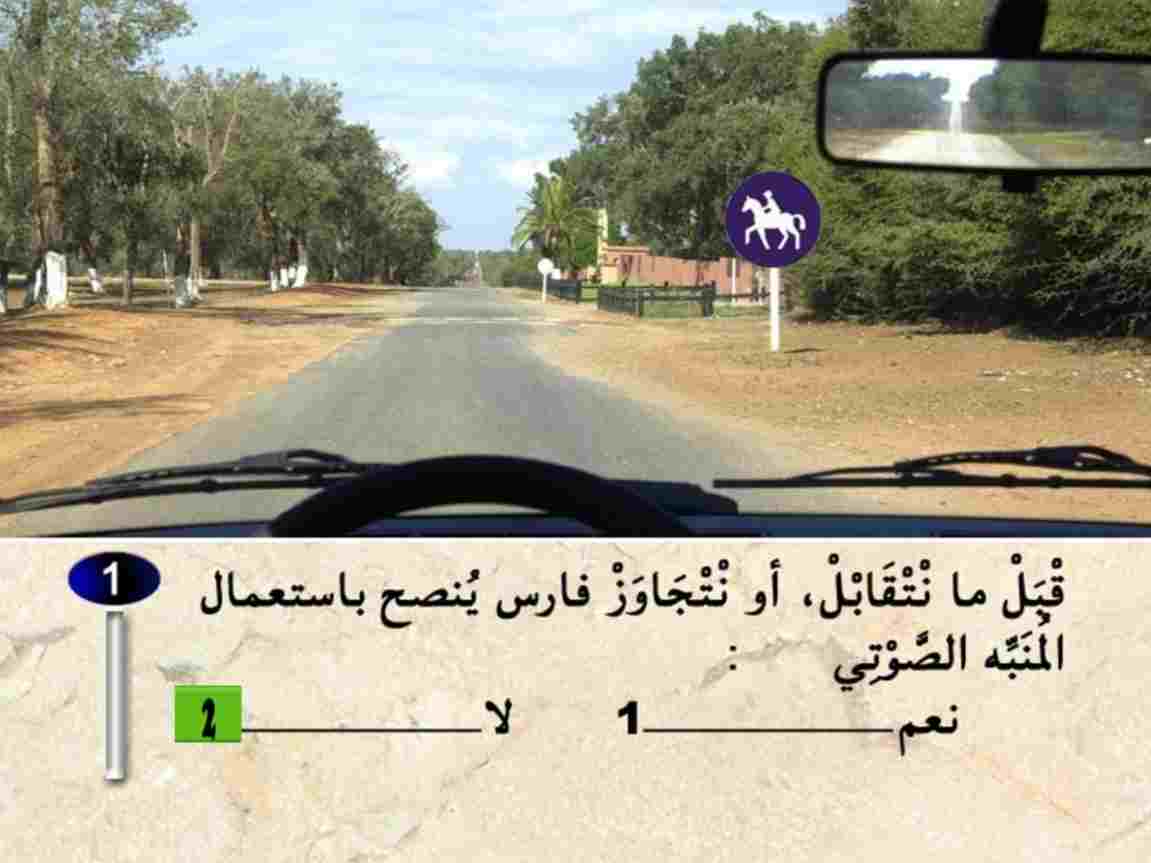 1
قْبَلْ ما نْتْقَابْلْ، أو نْتْجَاوَزْ فارس يُنصح باستعمال
المُنَبِّه الصَّوْتِي :
نعم 1 لا 2